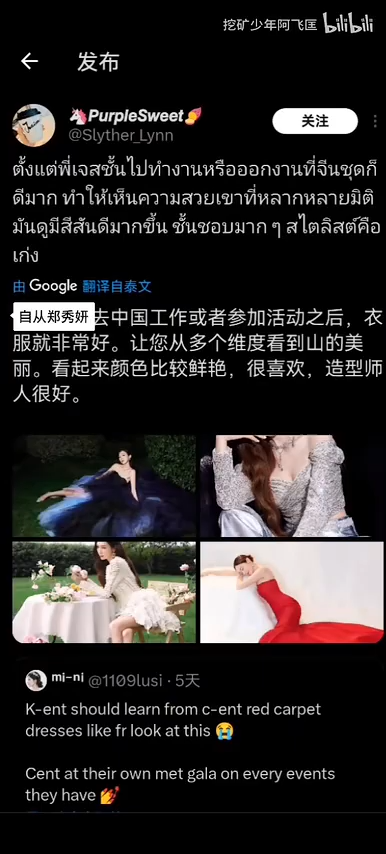 挖矿少年阿飞匡 bilibili
发布
🦄PurpleSweet🍠
@Slyther_Lynn
关注
ตั้งแต่พี่เจสซั้นไปทำงานหรือออกงานที่จีนชุดก็
ดีมาก ทำให้เห็นความสวยเขาที่หลากหลายมิติ
มันดูมีสีสันดีมากขึ้น ชั้นชอบมาก ๆ สไตลิสต์คือ
เก่ง
由 Google 翻译自泰文
自从郑秀妍去中国工作或者参加活动之后，衣
服就非常好。让您从多个维度看到山的美
丽。看起来颜色比较鲜艳，很喜欢，造型师
人很好。
mi-ni @1109lusi · 5天
K-ent should learn from c-ent red carpet
dresses like fr look at this 😭
Cent at their own met gala on every events
they have 💅